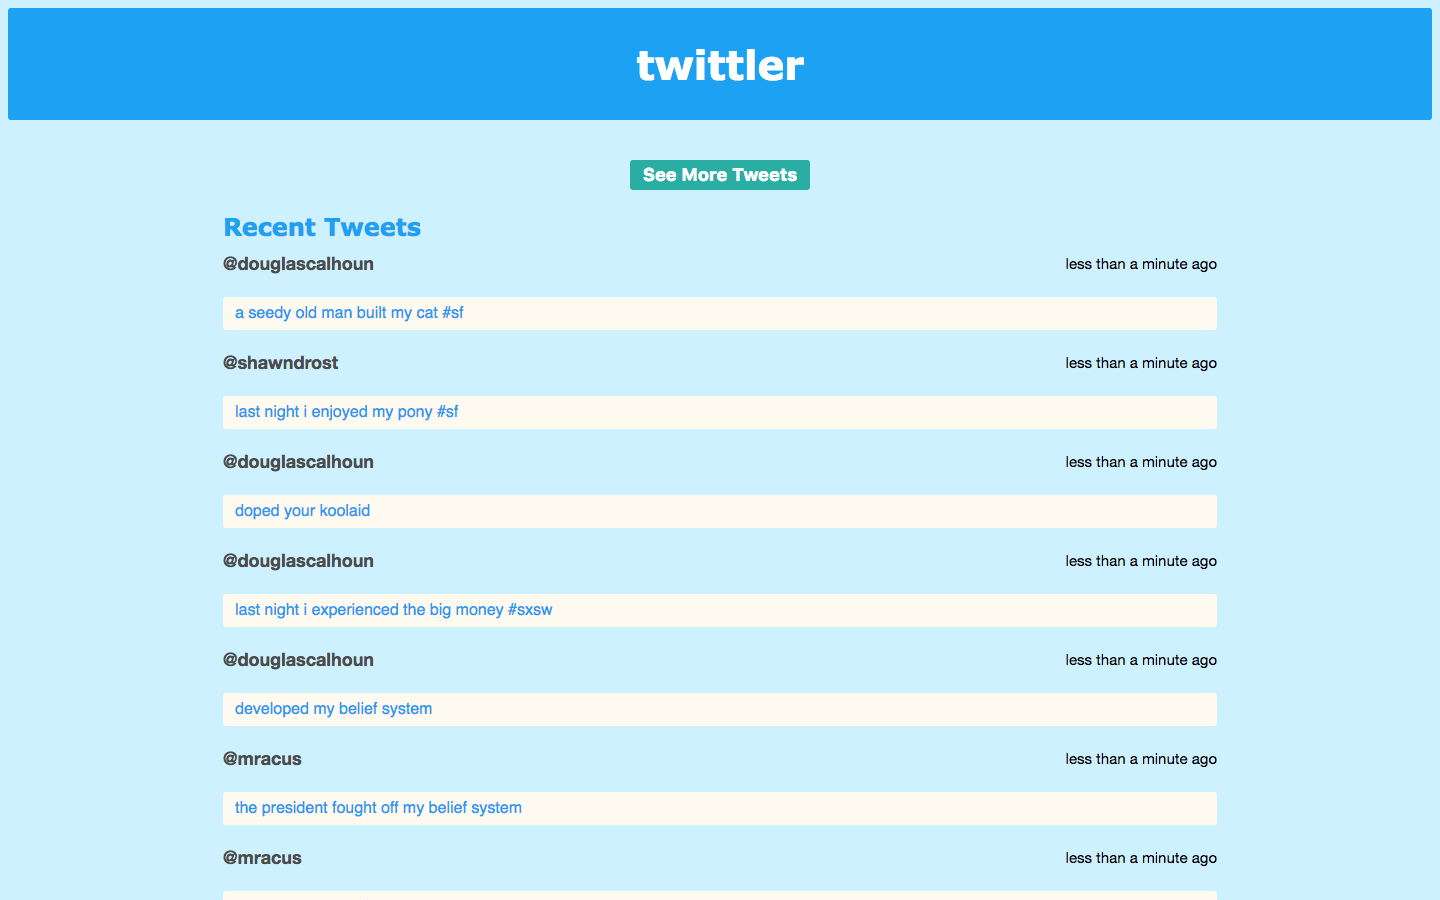 twittler
See More Tweets
Recent Tweets
@douglascalhoun less than a minute ago
a seedy old man built my cat #sf
@shawndrost less than a minute ago
last night i enjoyed my pony #sf
@douglascalhoun less than a minute ago
doped your koolaid
@douglascalhoun less than a minute ago
last night i experienced the big money #sxsw
@douglascalhoun less than a minute ago
developed my belief system
@mracus less than a minute ago
the president fought off my belief system
@mracus less than a minute ago